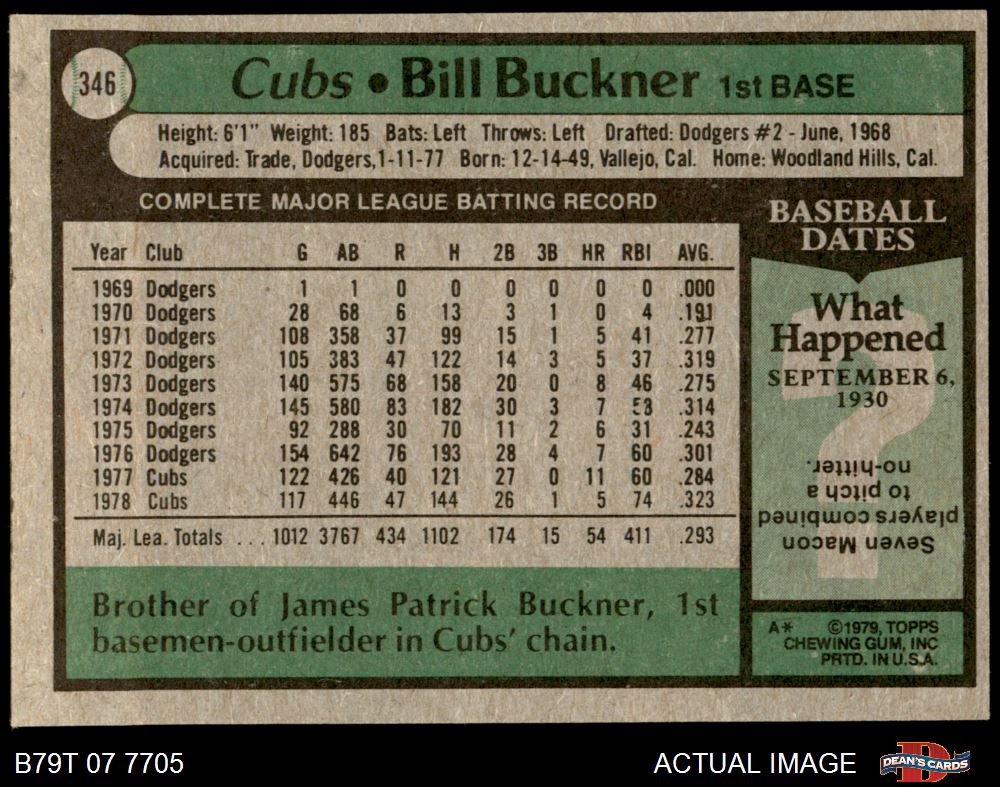 346
Cubs • Bill Buckner 1st BASE
Height: 6'1" Weight: 185 Bats: Left Throws: Left Drafted: Dodgers #2 - June, 1968
Acquired: Trade, Dodgers,1-11-77 Born: 12-14-49, Vallejo, Cal. Home: Woodland Hills, Cal.
COMPLETE MAJOR LEAGUE BATTING RECORD
Year Club G AB R H 2B 3B HR RBI AVG.
1969 Dodgers 1 1 0 0 0 0 0 0 .000
1970 Dodgers 28 68 6 13 3 1 0 4 .191
1971 Dodgers 108 358 37 99 15 1 5 41 .277
1972 Dodgers 105 383 47 122 14 3 5 37 .319
1973 Dodgers 140 575 68 158 20 0 8 46 .275
1974 Dodgers 145 580 83 182 30 3 7 58 .314
1975 Dodgers 92 288 30 70 11 2 6 31 .243
1976 Dodgers 154 642 76 193 28 4 7 60 .301
1977 Cubs 122 426 40 121 27 0 11 60 .284
1978 Cubs 117 446 47 144 26 1 5 74 .323
Maj. Lea. Totals ... 1012 3767 434 1102 174 15 54 411 .293
Brother of James Patrick Buckner, 1st
basemen-outfielder in Cubs' chain.
BASEBALL
DATES
What
Happened
SEPTEMBER 6,
1930
?
Seven Macon
players combined
to pitch a
no-hitter.
A* ©1979, TOPPS
CHEWING GUM, INC
PRTD. IN U.S.A.
B79T 07 7705
ACTUAL IMAGE
D
DEAN'S CARDS